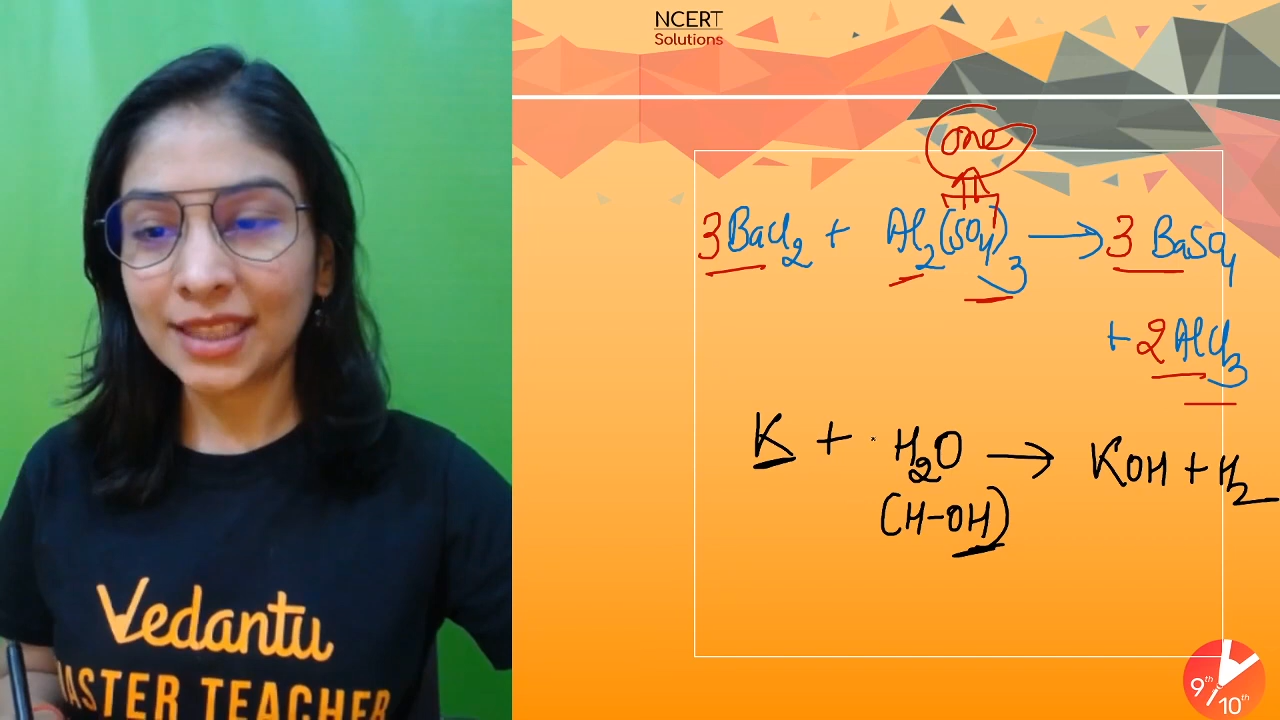 NCERT
Solutions
one
3BaCl2 + Al2(SO4)3 → 3 BaSO4
+ 2AlCl3
K + H2O → KOH + H2
(H-OH)
Vedantu
MASTER TEACHER
9th 10th